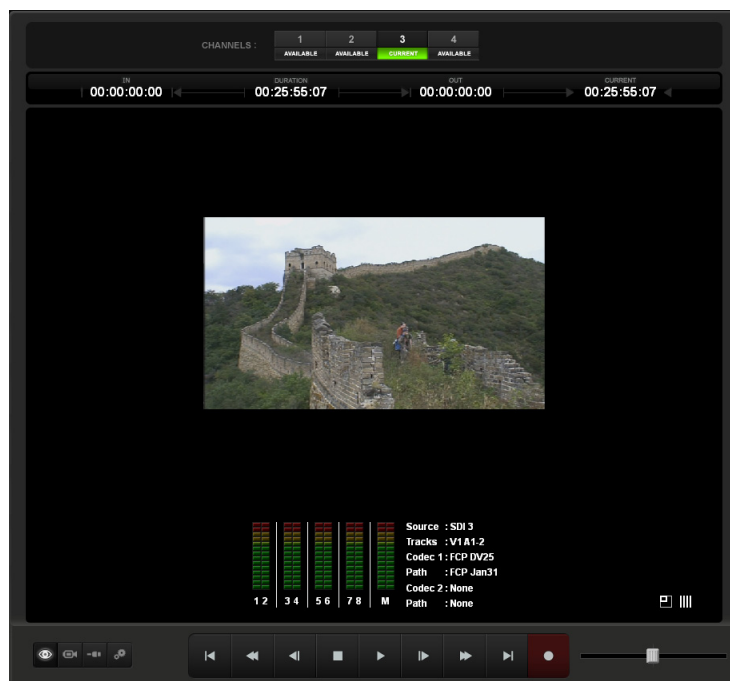 CHANNELS : 1 2 3 4
AVAILABLE AVAILABLE CURRENT AVAILABLE
IN DURATION OUT CURRENT
00:00:00:00 00:25:55:07 00:00:00:00 00:25:55:07
Source : SDI 3
Tracks : V1 A1-2
Codec 1 : FCP DV25
Path : FCP Jan31
Codec 2 : None
Path : None
1 2 3 4 5 6 7 8 M